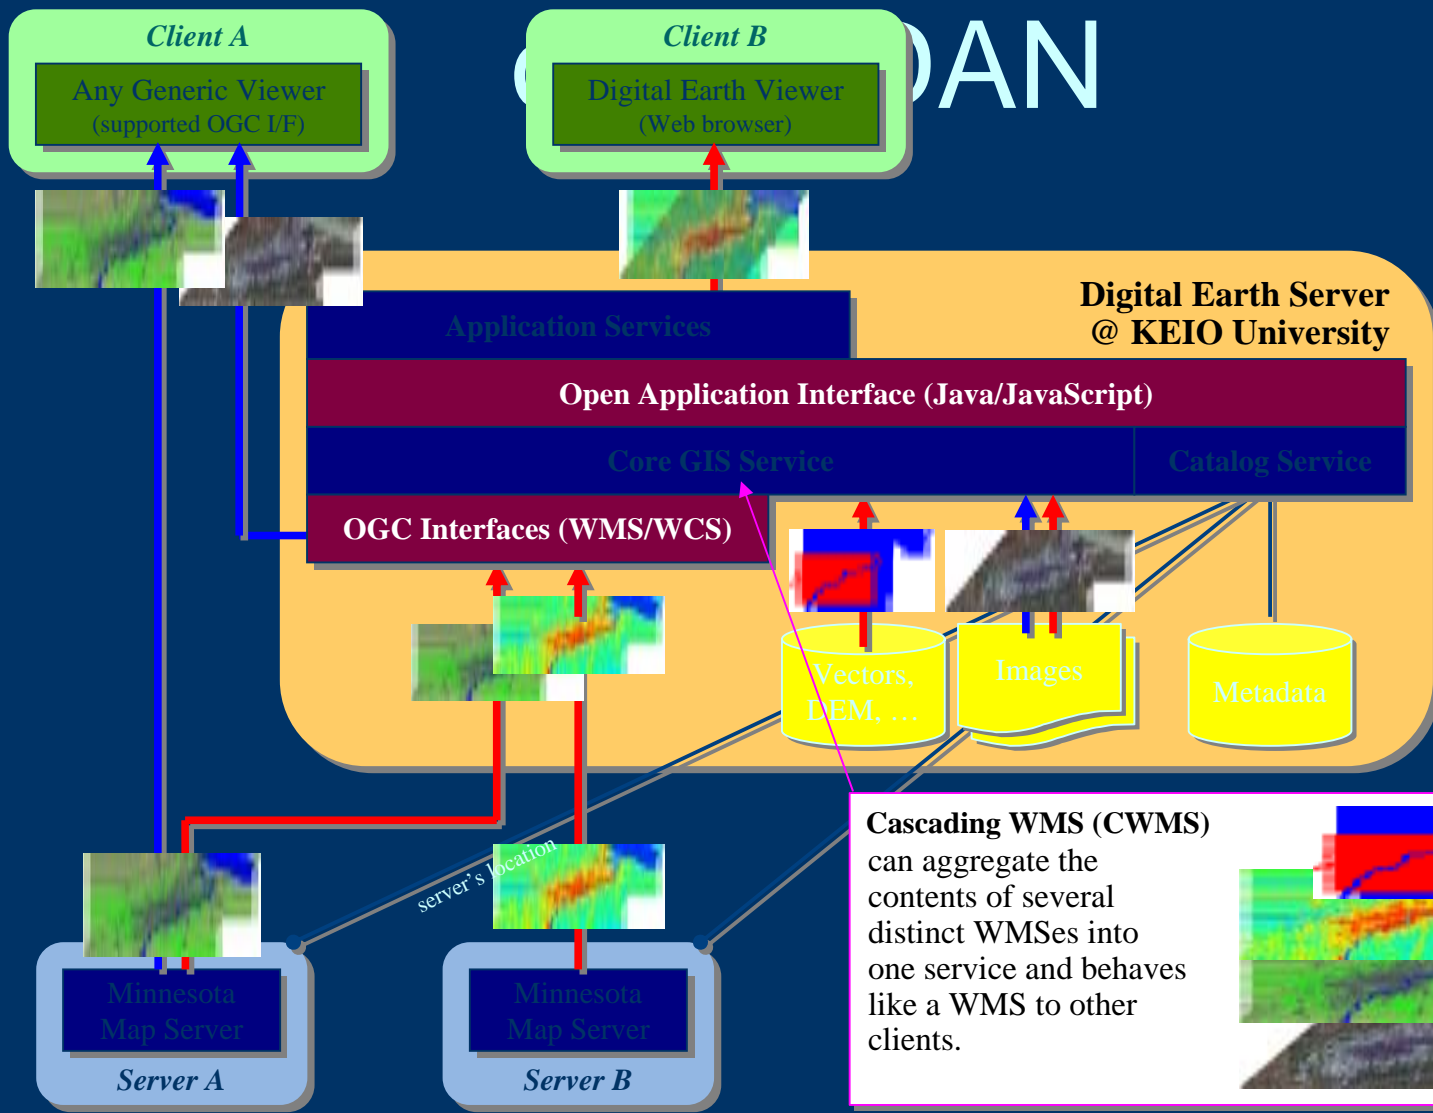 Client A
Any Generic Viewer
(supported OGC I/F)
Client B
Digital Earth Viewer
(Web browser)
DAN
Digital Earth Server
@ KEIO University
Application Services
Open Application Interface (Java/JavaScript)
Core GIS Service
Catalog Service
OGC Interfaces (WMS/WCS)
Vectors,
DEM, …
Images
Metadata
server's location
Cascading WMS (CWMS)
can aggregate the
contents of several
distinct WMSes into
one service and behaves
like a WMS to other
clients.
Minnesota
Map Server
Server A
Minnesota
Map Server
Server B